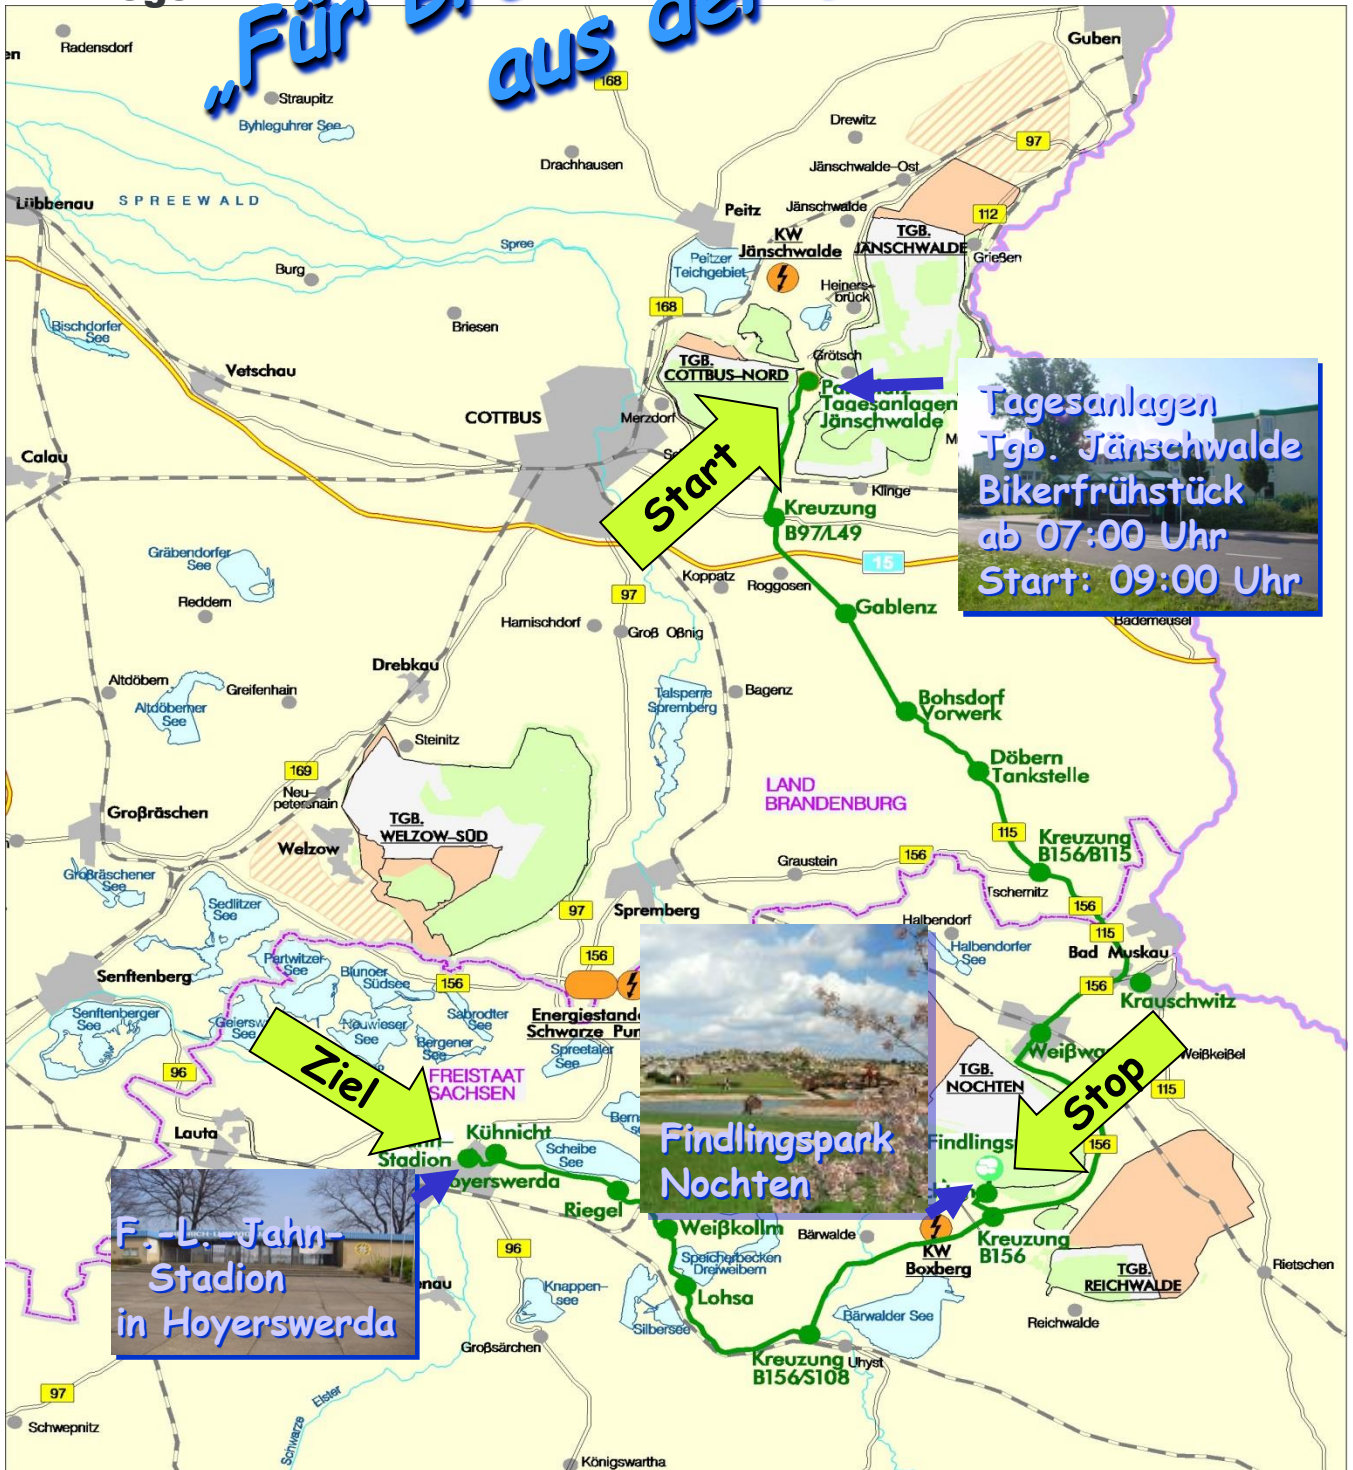 „Für
aus der
Radensdorf
Guben
168
Straupitz
Byhleguhrer See
Drewitz
97
Drachhausen
Jänschwalde-Ost
Lübbenau
SPREEWALD
Peitz
Jänschwalde
112
KW
Jänschwalde
TGB.
JÄNSCHWALDE
Grießen
Spree
Peitzer
Teichgebiet
Burg
Heiners-
brück
168
Bischdorfer
See
Briesen
Grötsch
TGB.
COTTBUS-NORD
Vetschau
Tagesanlagen
Jänschwalde
COTTBUS
Merzdorf
Tagesanlagen
Tgb. Jänschwalde
Bikerfrühstück
ab 07:00 Uhr
Start: 09:00 Uhr
Start
Calau
Klinge
Kreuzung
B97/L49
Gräbendorfer
See
15
Koppatz
Roggosen
Reddern
97
Gablenz
Harnischdorf
Groß Oßnig
Bademeusel
Drebkau
Altdöbern
Greifenhain
Altdöberner
See
Talsperre
Spremberg
Bagenz
Bohsdorf
Vorwerk
Steinitz
Döbern
Tankstelle
169
Neu-
petershain
LAND
BRANDENBURG
Großräschen
TGB.
WELZOW-SÜD
Welzow
115
Kreuzung
B156/B115
156
Graustein
Großräschener
See
Tschernitz
Sedlitzer
See
97
Spremberg
156
Halbendorf
115
Halbendorfer
See
Bad Muskau
Partwitzer
See
156
Senftenberg
Blunoer
Südsee
156
156
Krauschwitz
Senftenberger
See
Neuwieser
See
Sabrodter
See
Bergener
See
Spreetaler
See
Weißkeißel
96
Ziel
FREISTAAT
SACHSEN
TGB.
NOCHTEN
115
Stop
156
Lauta
Kühnicht
Stadion
Scheibe
See
Findlingspark
Nochten
Riegel
Weißkollm
Bärwalde
Kreuzung
B156
KW
Boxberg
F.-L.-Jahn-
Stadion
in Hoyerswerda
96
Speicherbecken
Dreiweibern
TGB.
REICHWALDE
Rietschen
Knappen-
see
Lohsa
Silbersee
Bärwalder See
Reichwalde
Großsärchen
Kreuzung
B156/S108
Uhyst
97
Schwarze Elster
Schwepnitz
Königswartha